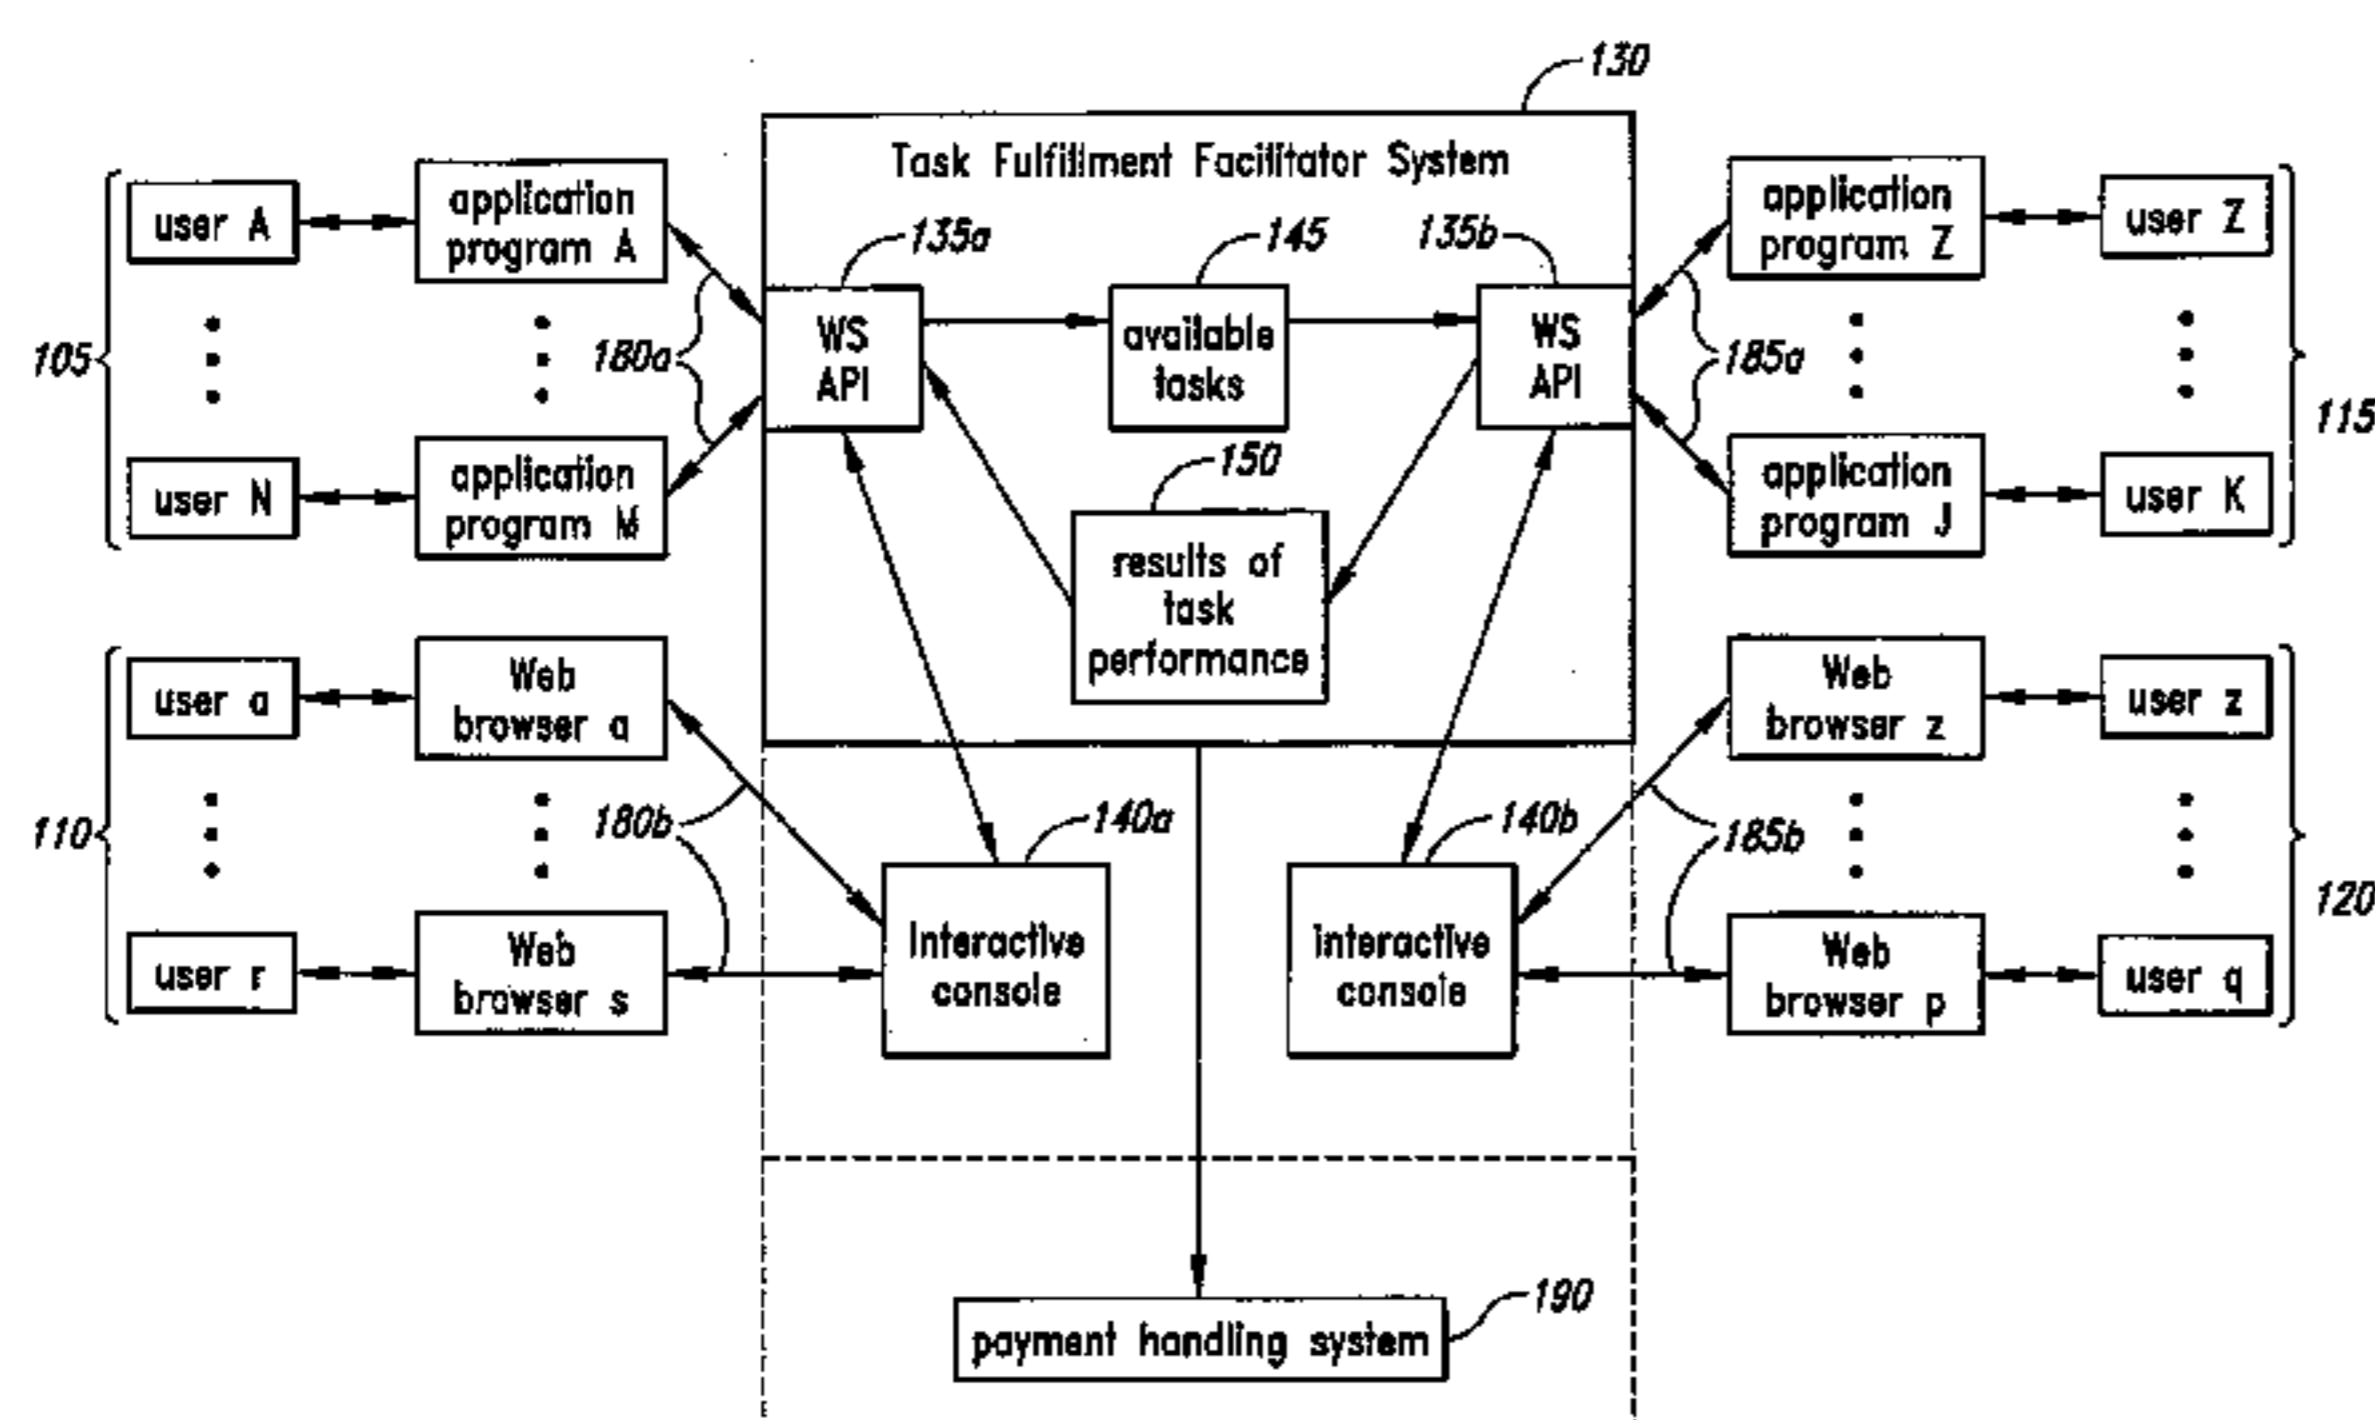 130
Task Fulfillment Facilitator System
user A
application
program A
135a
145
135b
application
program Z
user Z
105
180a
WS
API
available
tasks
WS
API
185a
115
user N
application
program M
150
results of
task
performance
application
program J
user K
user a
Web
browser a
Web
browser z
user z
110
180b
140a
140b
185b
120
user r
Web
browser s
Interactive
console
interactive
console
Web
browser p
user q
190
payment handling system